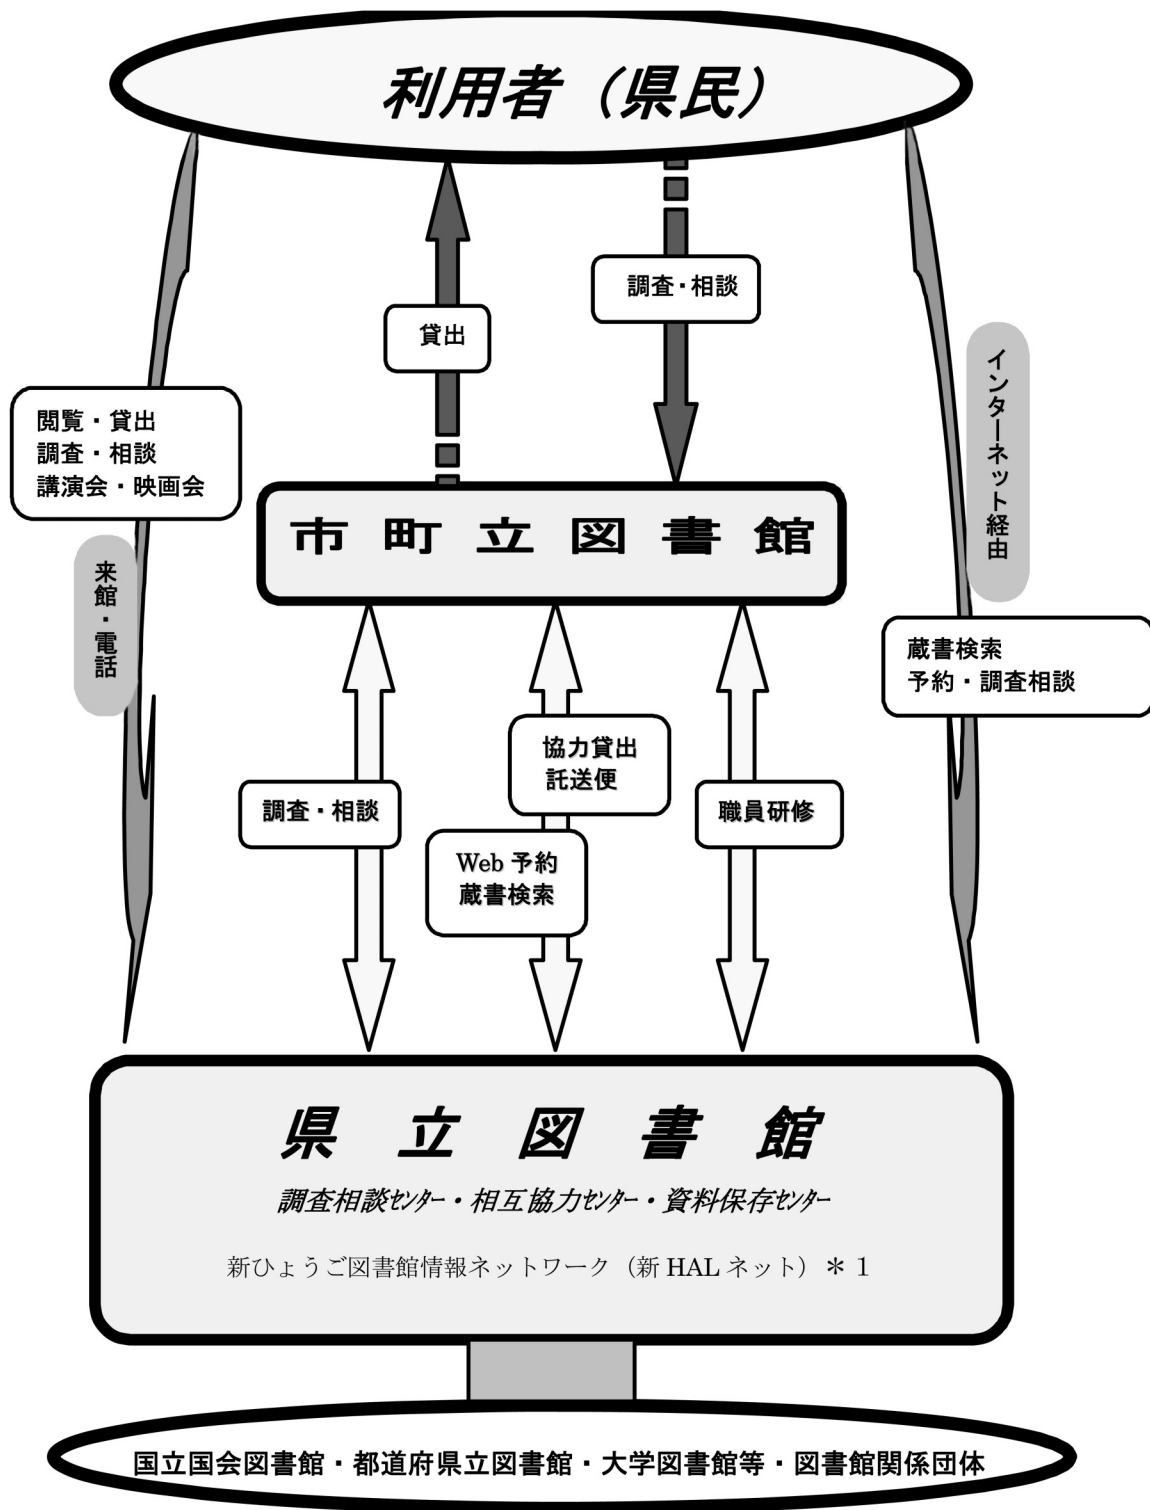 利用者（県民）
調査・相談
貸出
インターネット経由
閲覧・貸出
調査・相談
講演会・映画会
市町立図書館
来館・電話
蔵書検索
予約・調査相談
協力貸出
託送便
調査・相談
職員研修
Web 予約
蔵書検索
県立図書館
調査相談ｾﾝﾀｰ・相互協力ｾﾝﾀｰ・資料保存ｾﾝﾀｰ
新ひょうご図書館情報ネットワーク（新 HAL ネット）＊１
国立国会図書館・都道府県立図書館・大学図書館等・図書館関係団体